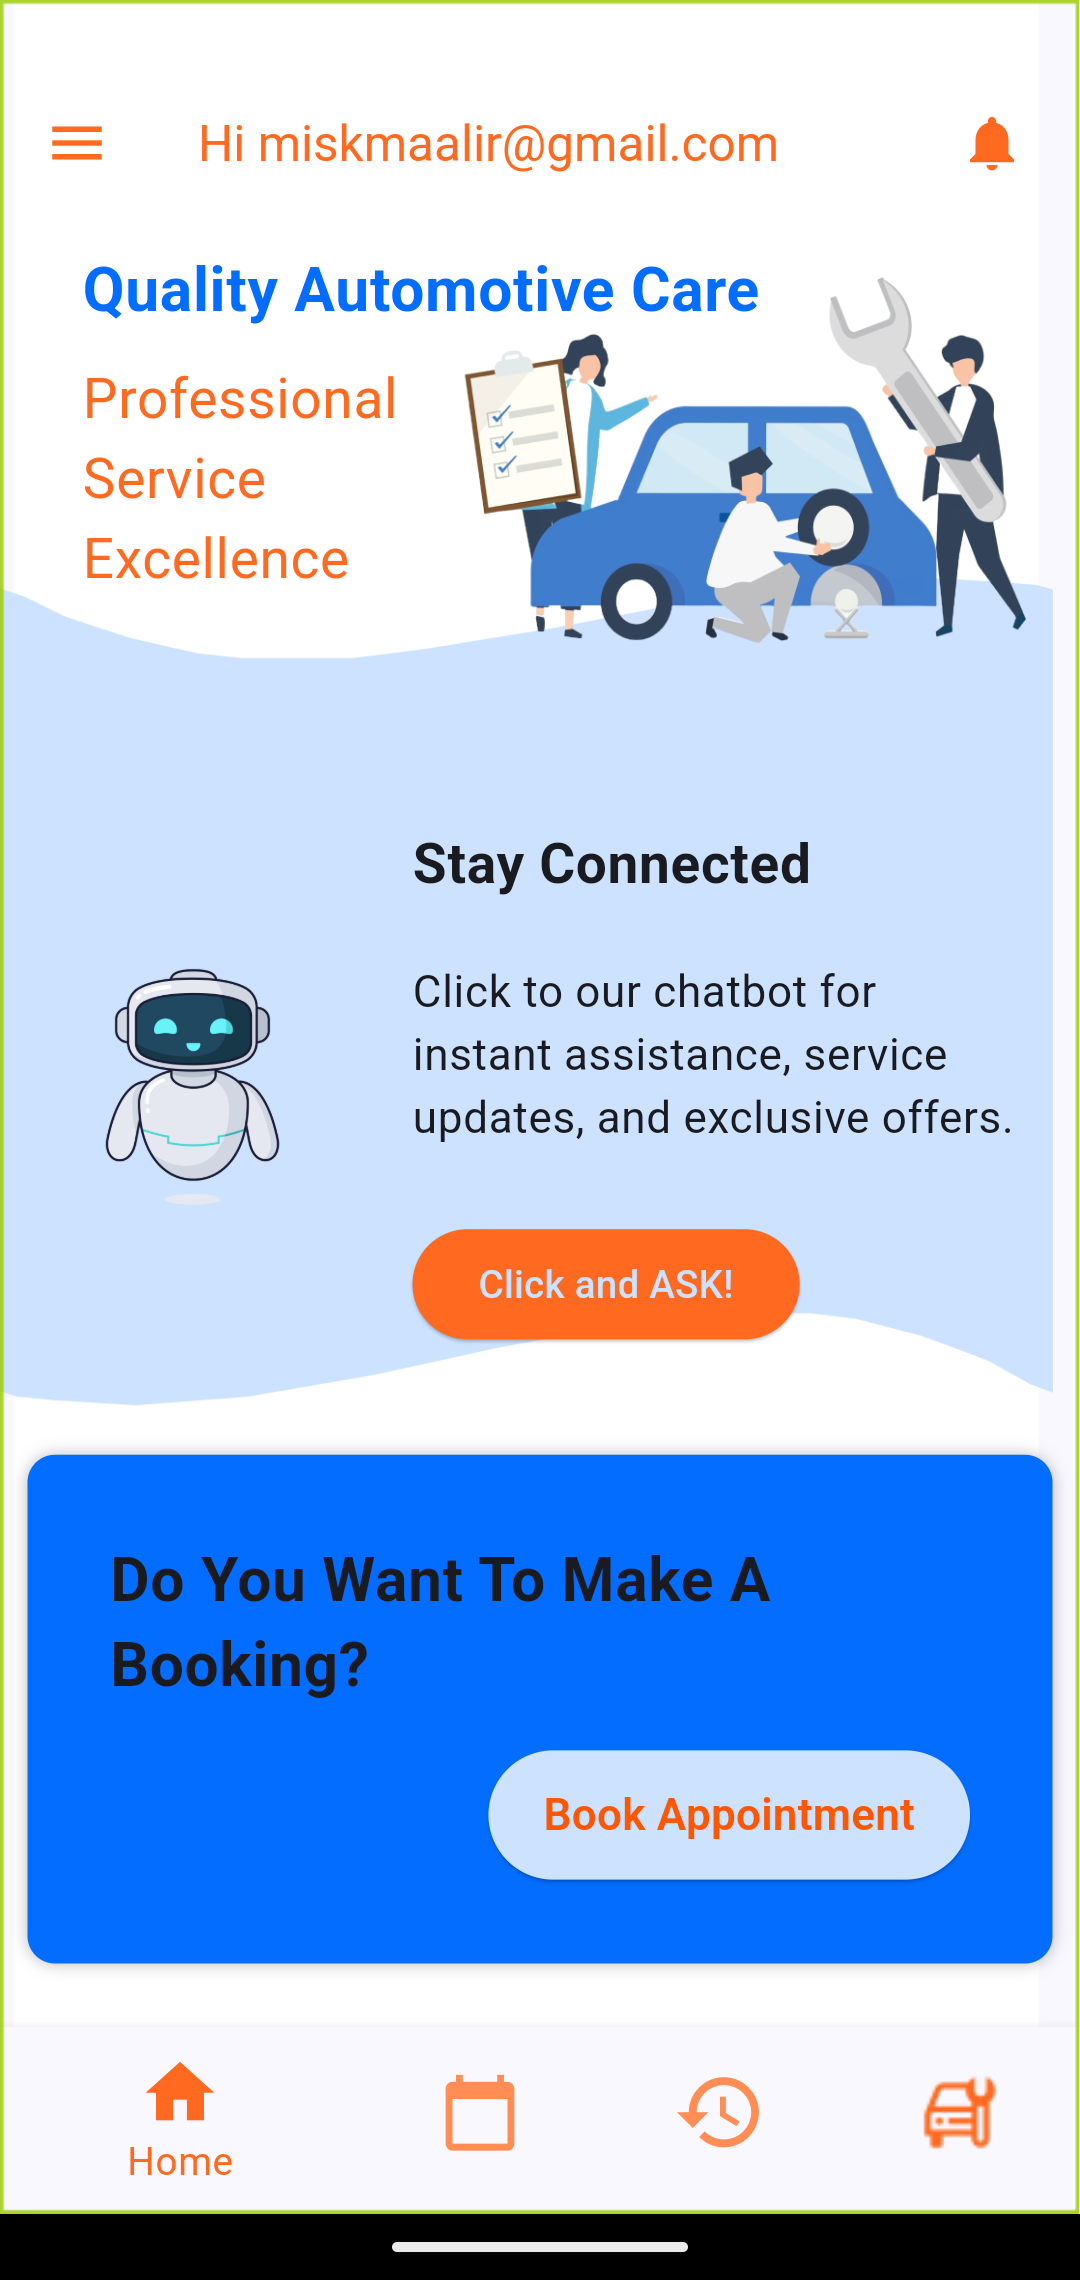 Hi miskmaalir@gmail.com
Quality Automotive Care
Professional
Service
Excellence
Stay Connected
Click to our chatbot for
instant assistance, service
updates, and exclusive offers.
Click and ASK!
Do You Want To Make A
Booking?
Book Appointment
Home